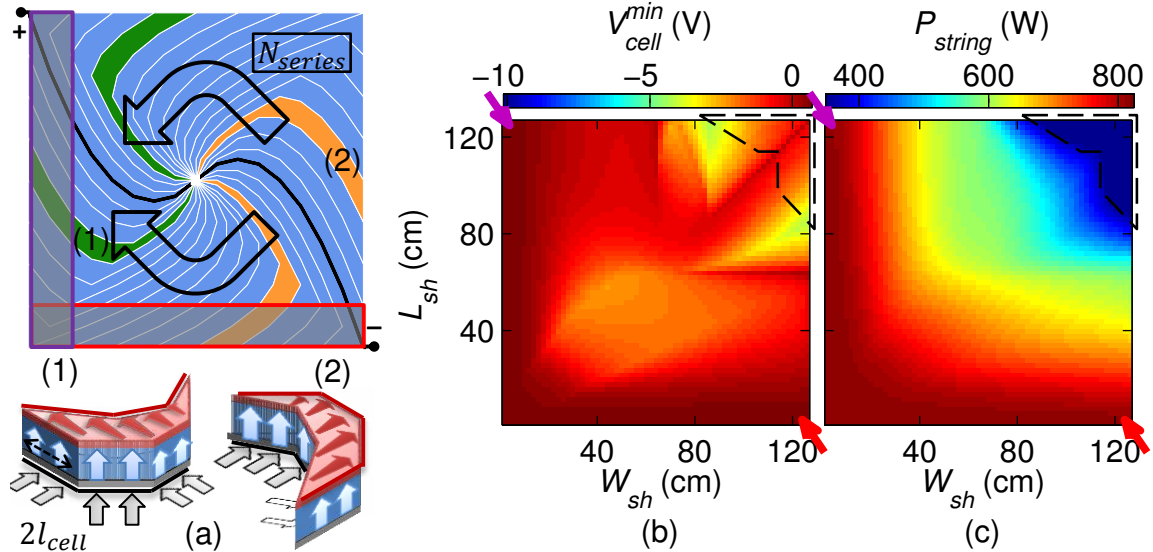 +
N_series
(2)
(1)
−
(1)
(2)
2l_cell
(a)
V_cell^min (V)
−10 −5 0
120
80
40
L_sh (cm)
40 80 120
W_sh (cm)
(b)
P_string (W)
400 600 800
40 80 120
W_sh (cm)
(c)